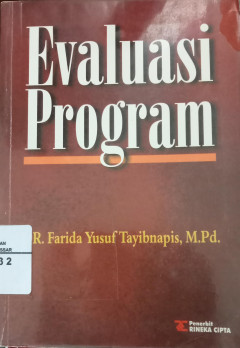 Evaluasi
Program
R. Farida Yusuf Tayibnapis, M.Pd.
Penerbit
RINEKA CIPTA